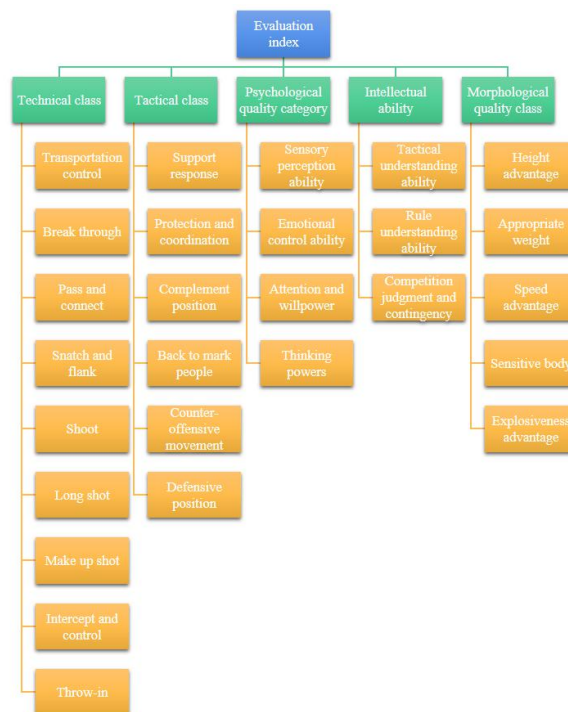 Evaluation
index
Technical class
Tactical class
Psychological
quality category
Intellectual
ability
Morphological
quality class
Transportation
control
Support
response
Sensory
perception
ability
Tactical
understanding
ability
Height
advantage
Break through
Protection and
coordination
Emotional
control ability
Rule
understanding
ability
Appropriate
weight
Pass and
connect
Complement
position
Attention and
willpower
Competition
judgment and
contingency
Speed
advantage
Snatch and
flank
Back to mark
people
Thinking
powers
Sensitive body
Shoot
Counter-
offensive
movement
Explosiveness
advantage
Long shot
Defensive
position
Make up shot
Intercept and
control
Throw-in